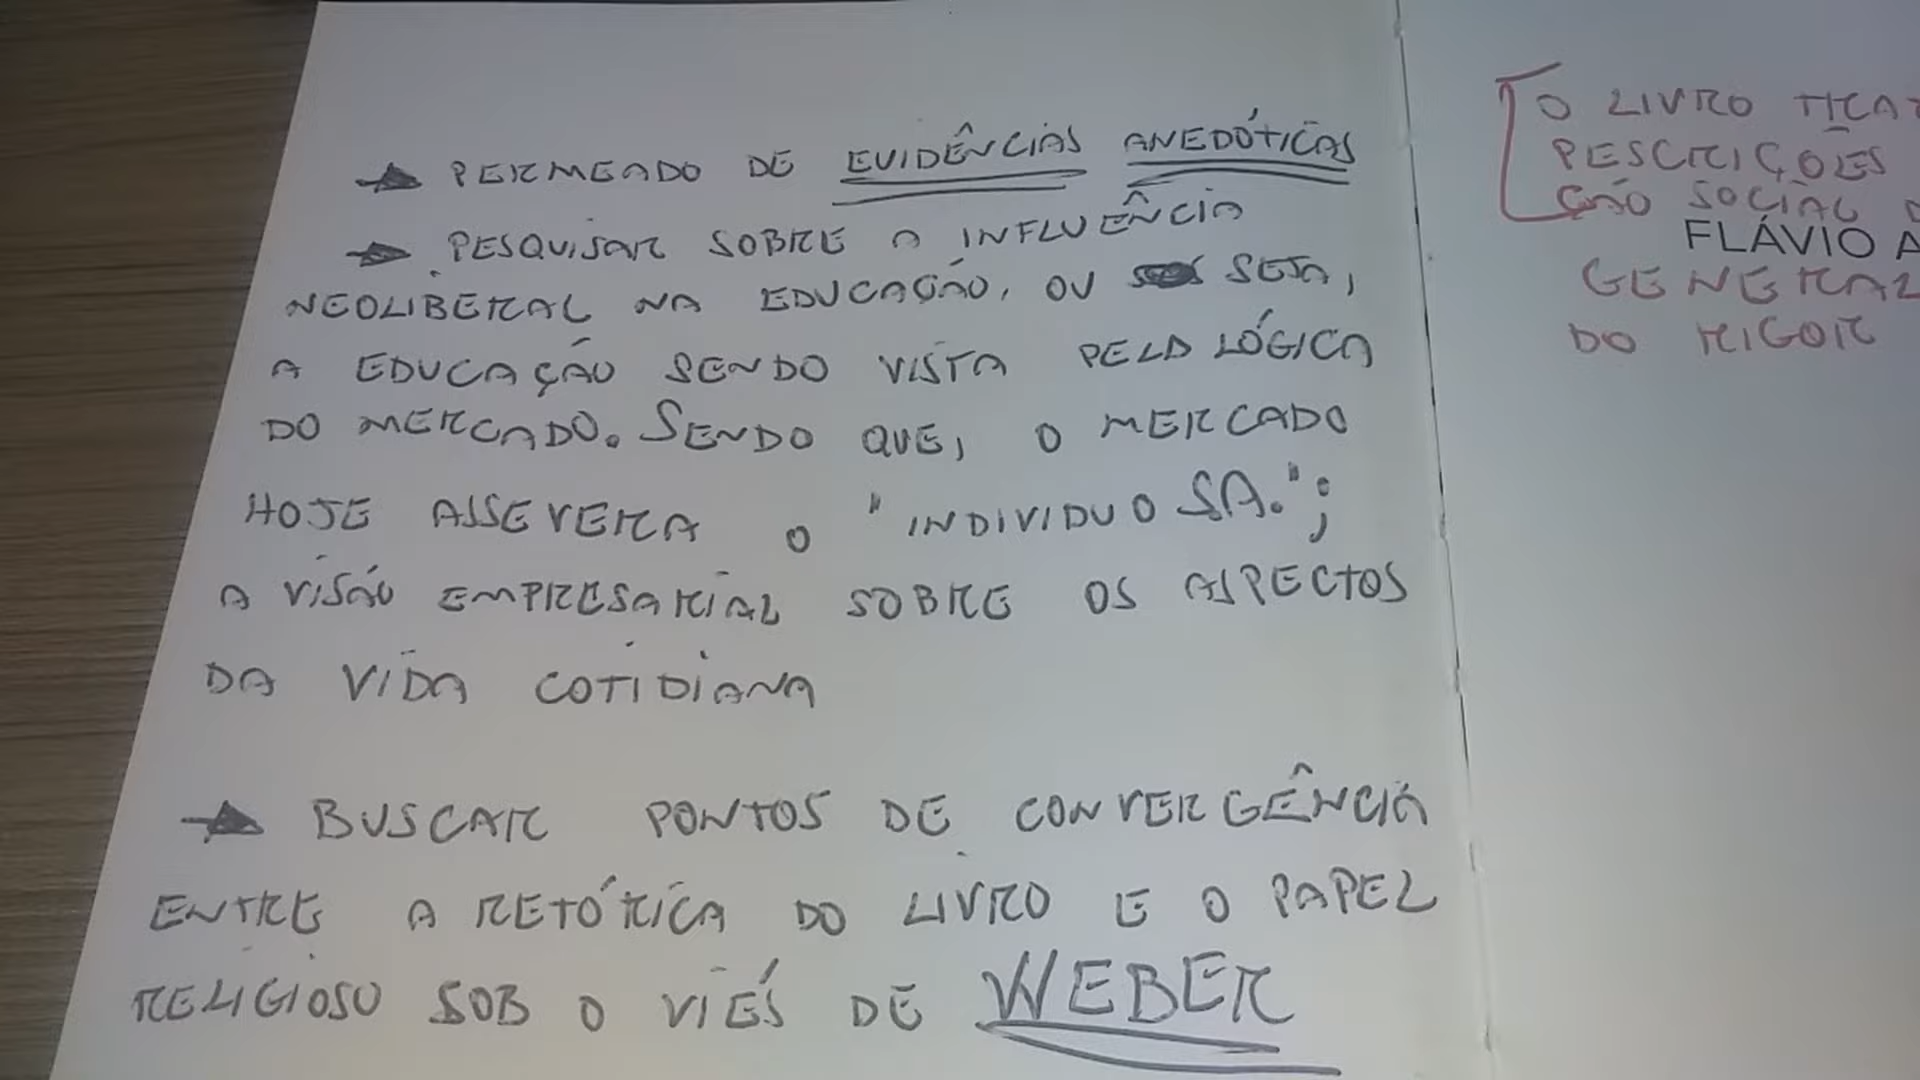 → PERMEADO DE EVIDÊNCIAS ANEDÓTICAS
→ PESQUISAR SOBRE A INFLUÊNCIA
NEOLIBERAL NA EDUCAÇÃO, OU SEJA,
A EDUCAÇÃO SENDO VISTA PELA LÓGICA
DO MERCADO. SENDO QUE, O MERCADO
HOJE ASSEVERA O "INDIVIDUO SA.";
A VISÃO EMPRESARIAL SOBRE OS ASPECTOS
DA VIDA COTIDIANA
→ BUSCAR PONTOS DE CONVERGÊNCIA
ENTRE A RETÓRICA DO LIVRO E O PAPEL
RELIGIOSO SOB O VIÉS DE WEBER
O LIVRO
PESCRIÇÕES
ÇÃO SOCIAL
FLÁVIO A
GENERAL
DO RIGOR